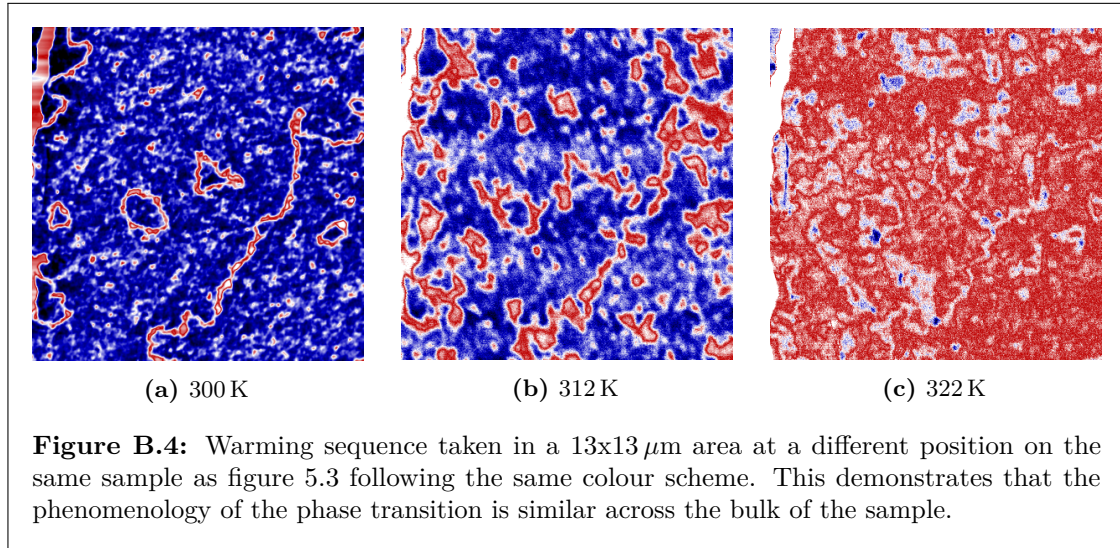 (a) 300 K
(b) 312 K
(c) 322 K
Figure B.4: Warming sequence taken in a 13x13 μm area at a different position on the
same sample as figure 5.3 following the same colour scheme. This demonstrates that the
phenomenology of the phase transition is similar across the bulk of the sample.